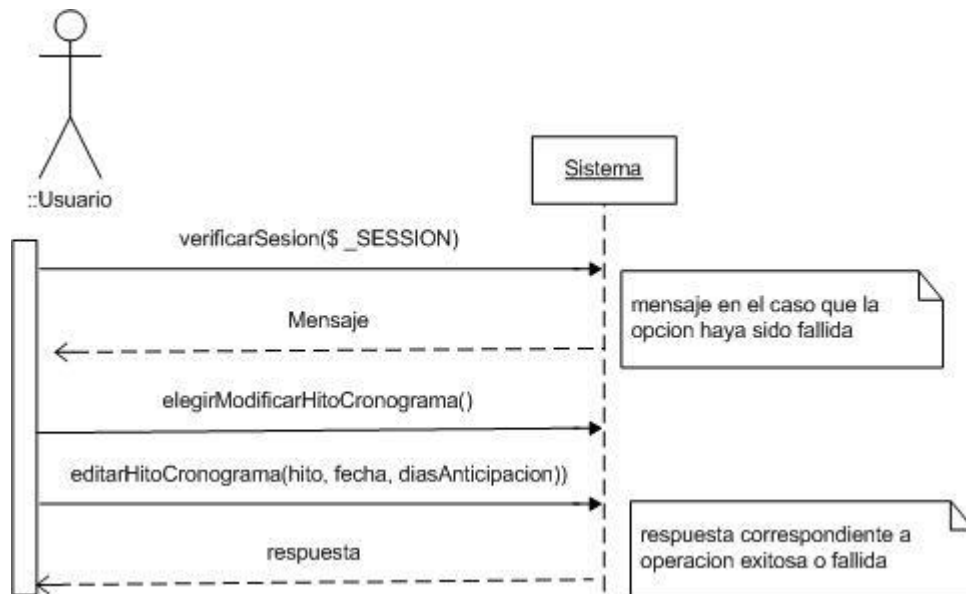 ::Usuario
Sistema
verificarSesion($ _SESSION)
mensaje en el caso que la
opcion haya sido fallida
Mensaje
elegirModificarHitoCronograma()
editarHitoCronograma(hito, fecha, diasAnticipacion))
respuesta correspondiente a
operacion exitosa o fallida
respuesta